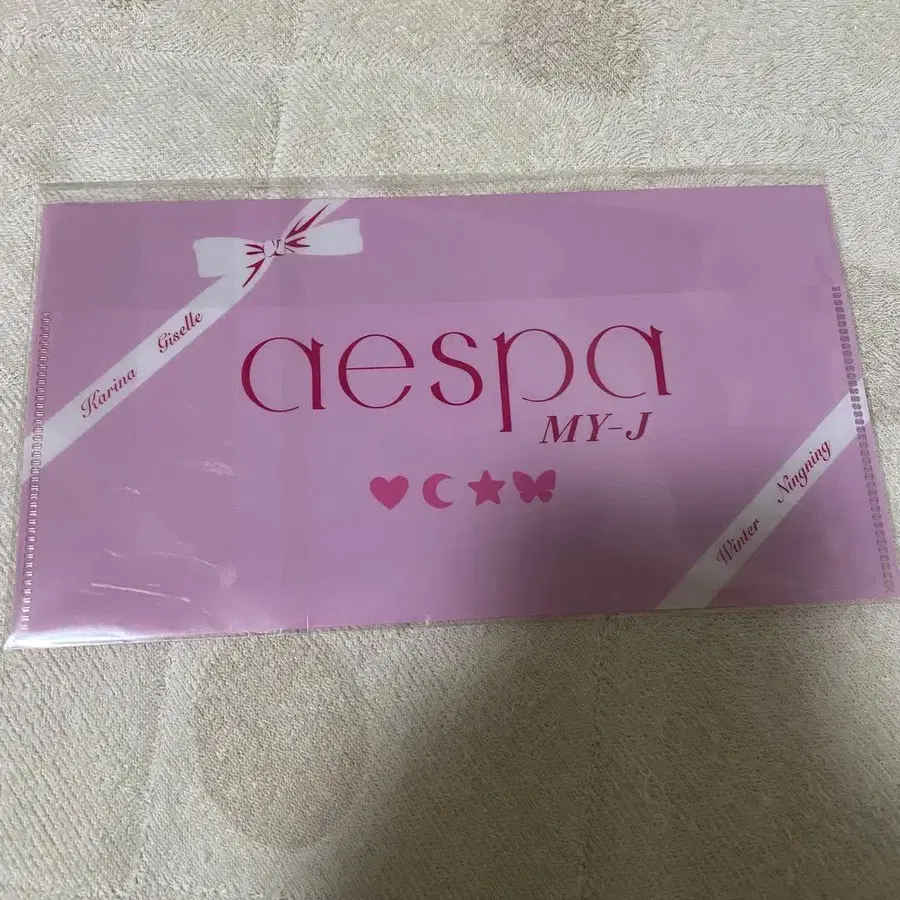 Karina Giselle
aespa
MY-J
Winter Ningning